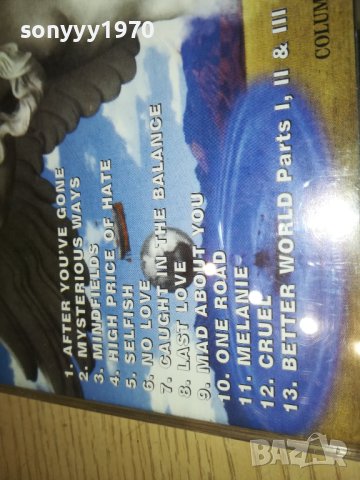 sonyyy1970
COLUM
1. AFTER YOU'VE GONE
2. MYSTERIOUS WAYS
3. MINDFIELDS
4. HIGH PRICE OF HATE
5. SELFISH
6. NO LOVE
7. CAUGHT IN THE BALANCE
8. LAST LOVE
9. MAD ABOUT YOU
10. ONE ROAD
11. MELANIE
12. CRUEL
13. BETTER WORLD Parts I, II & III
БАZАР